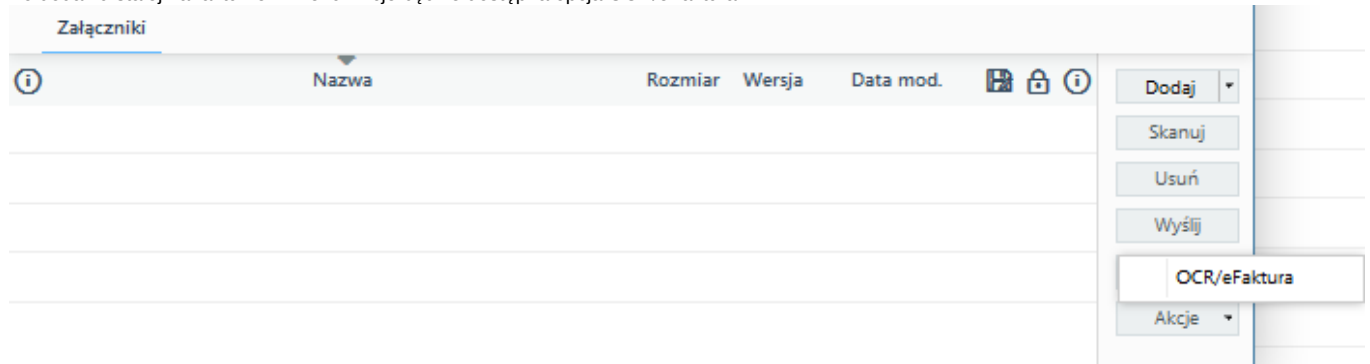 Załączniki
Nazwa Rozmiar Wersja Data mod.
Dodaj
Skanuj
Usuń
Wyślij
OCR/eFaktura
Akcje